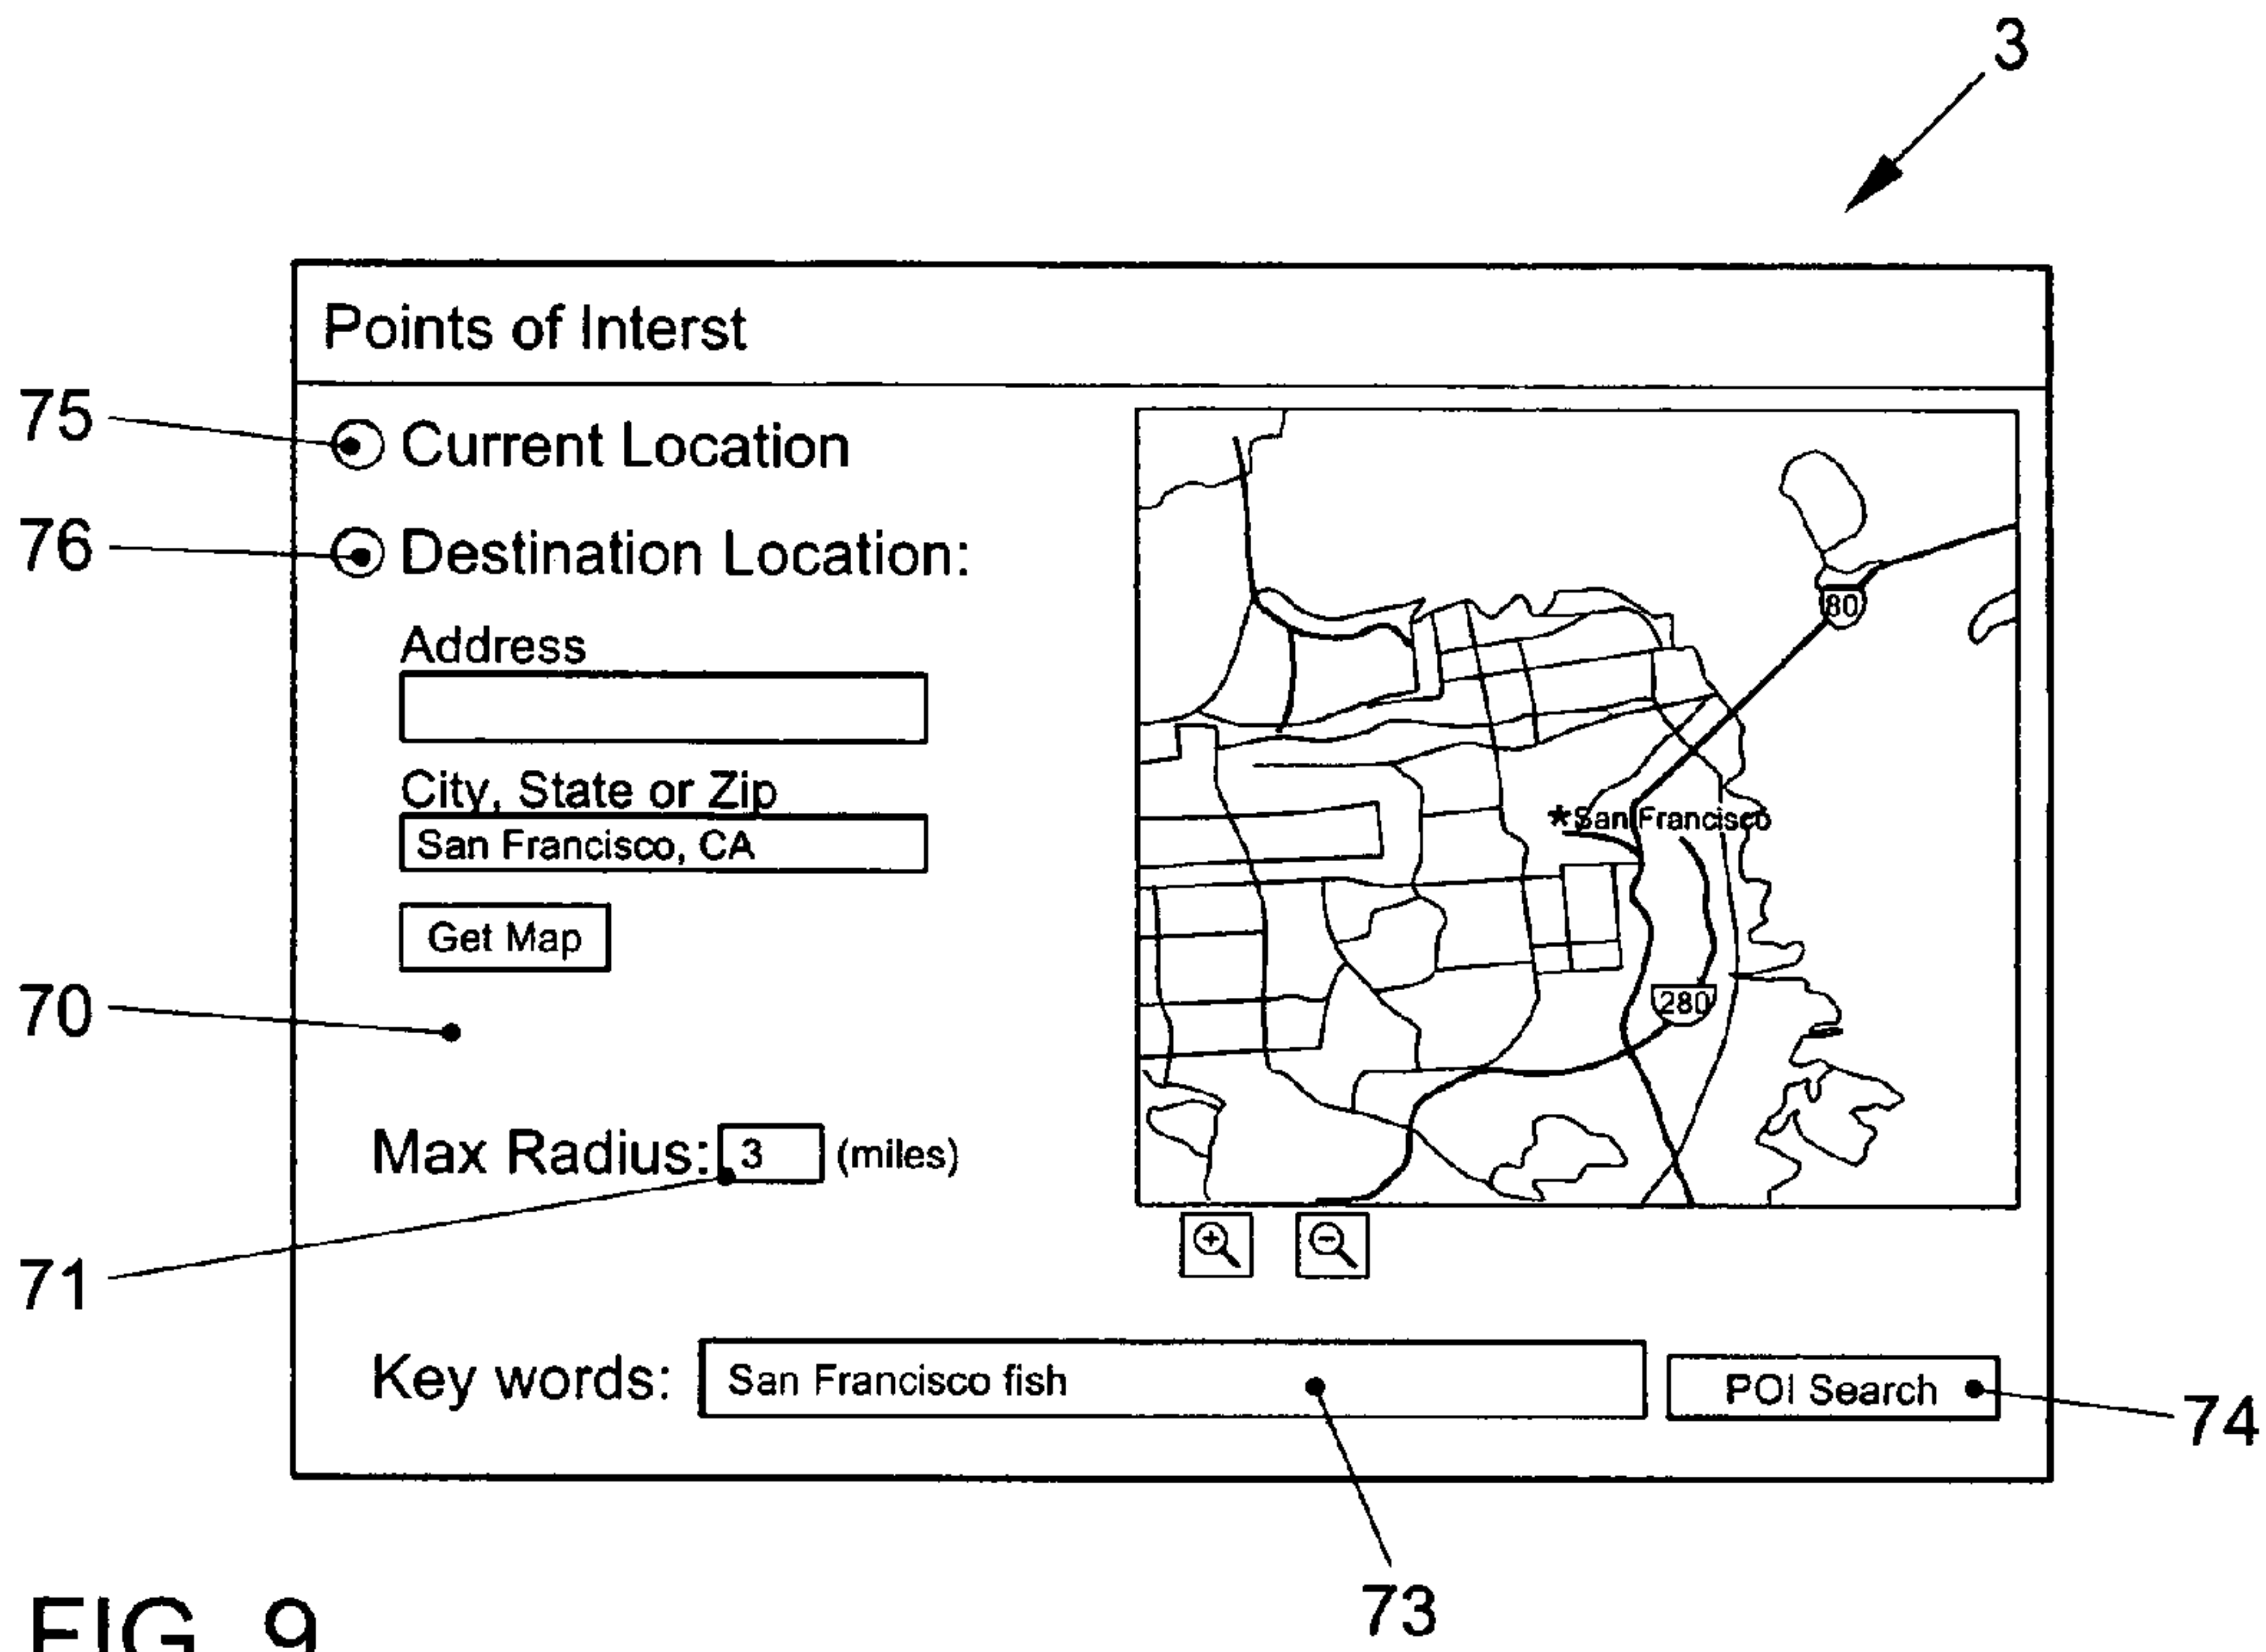 3
Points of Interst
75
Current Location
76
Destination Location:
80
Address
City, State or Zip
*San Francisco
San Francisco, CA
Get Map
280
70
Max Radius: 3 (miles)
71
Key words: San Francisco fish POI Search
74
73
FIG. 9